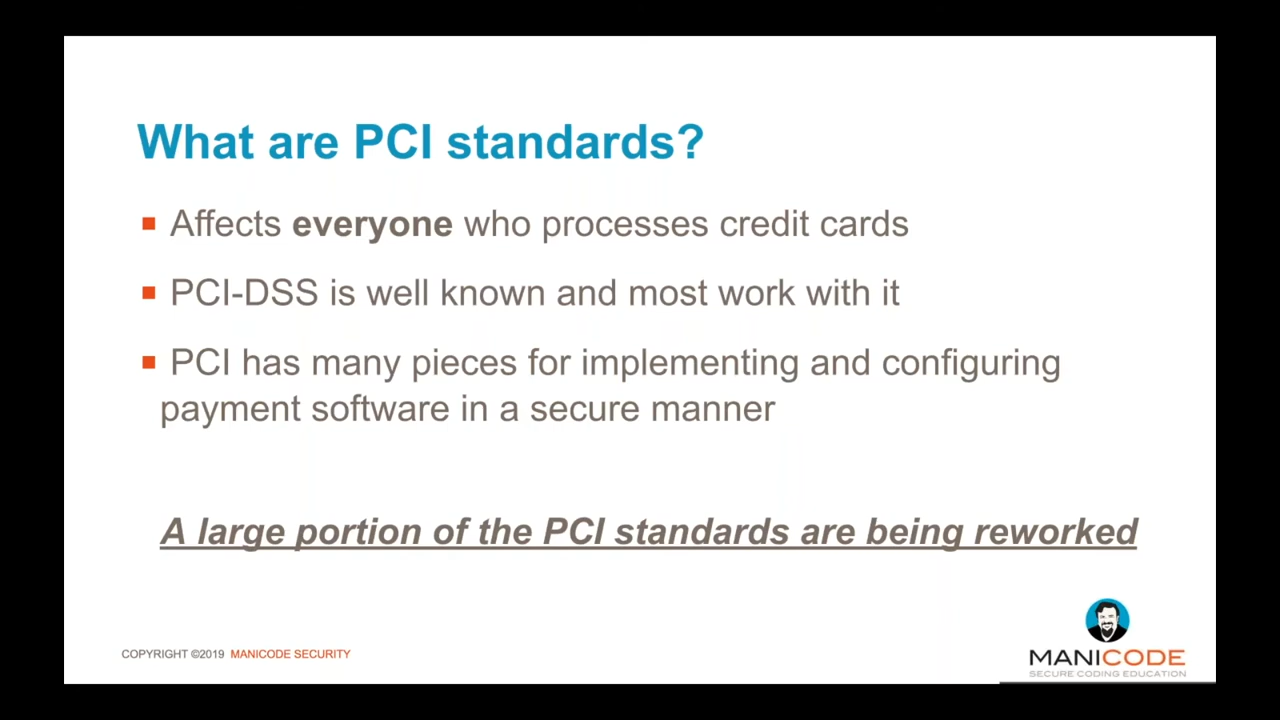 What are PCI standards?
Affects everyone who processes credit cards
PCI-DSS is well known and most work with it
PCI has many pieces for implementing and configuring
payment software in a secure manner
A large portion of the PCI standards are being reworked
COPYRIGHT ©2019 MANICODE SECURITY
MANICODE
SECURE CODING EDUCATION